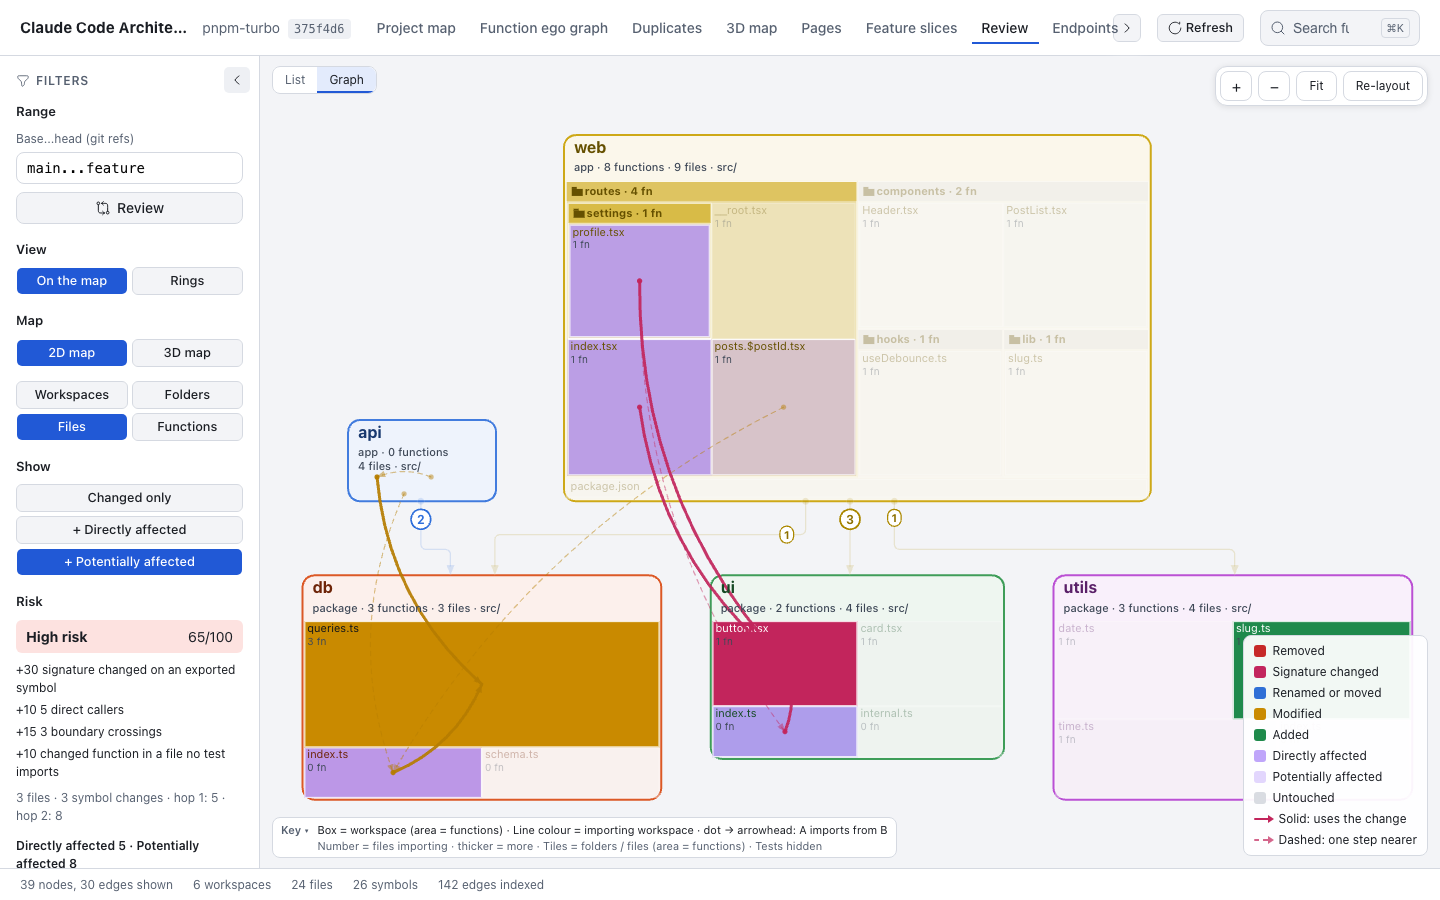 Claude Code Archite... pnpm-turbo 375f4d6 Project map Function ego graph Duplicates 3D map Pages Feature slices Review Endpoints Refresh ⌘K
FILTERS
Range
Base...head (git refs)
main...feature
Review
View
On the map Rings
Map
2D map 3D map
Workspaces Folders
Files Functions
Show
Changed only
+ Directly affected
+ Potentially affected
Risk
High risk 65/100
+30 signature changed on an exported
symbol
+10 5 direct callers
+15 3 boundary crossings
+10 changed function in a file no test
imports
3 files · 3 symbol changes · hop 1: 5 ·
hop 2: 8
Directly affected 5 · Potentially
affected 8
List Graph
+ − Fit Re-layout
web
app · 8 functions · 9 files · src/
routes · 4 fn components · 2 fn
settings · 1 fn __root.tsx Header.tsx PostList.tsx
1 fn 1 fn 1 fn
profile.tsx
1 fn
hooks · 1 fn lib · 1 fn
index.tsx posts.$postId.tsx useDebounce.ts slug.ts
1 fn 1 fn 1 fn 1 fn
package.json
api
app · 0 functions
4 files · src/
2 1 3 1
db
package · 3 functions · 3 files · src/
queries.ts
3 fn
index.ts schema.ts
0 fn 0 fn
ui
package · 2 functions · 4 files · src/
button.tsx card.tsx
1 fn 1 fn
index.ts internal.ts
0 fn 0 fn
utils
package · 3 functions · 4 files · src/
date.ts slug.ts
1 fn
time.ts
1 fn
Removed
Signature changed
Renamed or moved
Modified
Added
Directly affected
Potentially affected
Untouched
Solid: uses the change
Dashed: one step nearer
Key ▾ Box = workspace (area = functions) · Line colour = importing workspace · dot → arrowhead: A imports from B
Number = files importing · thicker = more · Tiles = folders / files (area = functions) · Tests hidden
39 nodes, 30 edges shown 6 workspaces 24 files 26 symbols 142 edges indexed